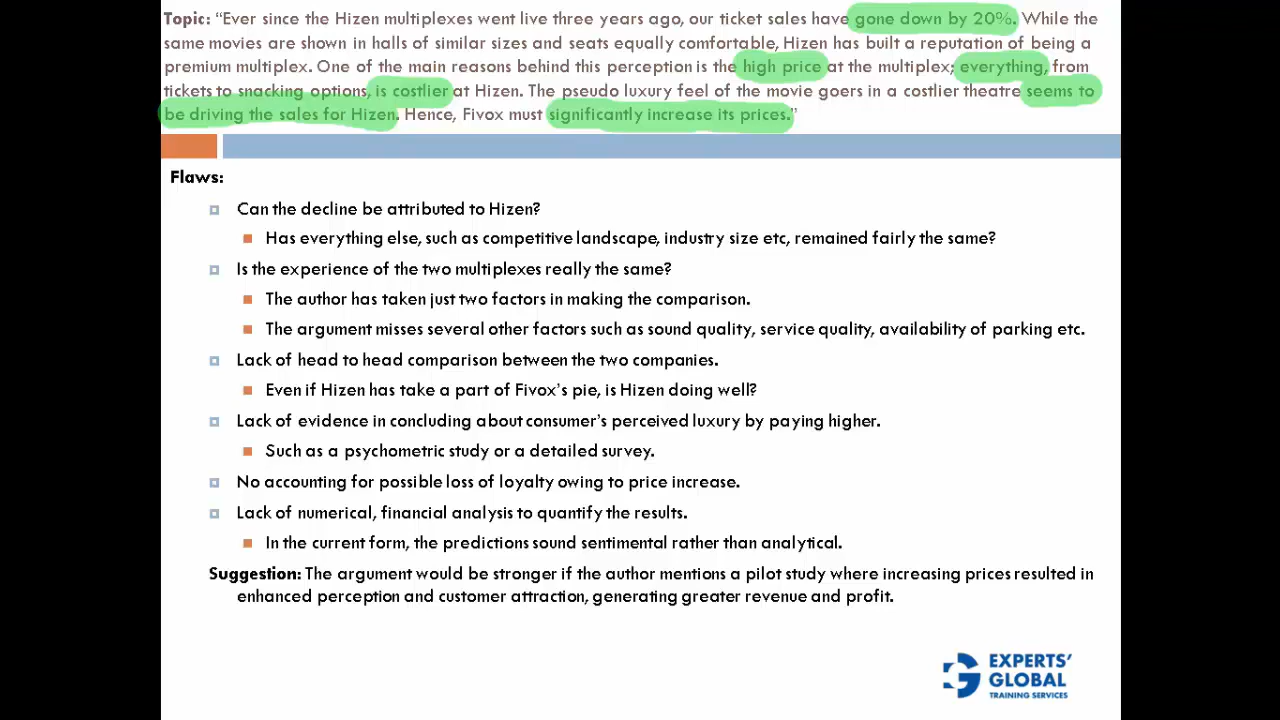 Topic: “Ever since the Hizen multiplexes went live three years ago, our ticket sales have gone down by 20%. While the
same movies are shown in halls of similar sizes and seats equally comfortable, Hizen has built a reputation of being a
premium multiplex. One of the main reasons behind this perception is the high price at the multiplex; everything, from
tickets to snacking options, is costlier at Hizen. The pseudo luxury feel of the movie goers in a costlier theatre seems to
be driving the sales for Hizen. Hence, Fivox must significantly increase its prices.”
Flaws:
Can the decline be attributed to Hizen?
Has everything else, such as competitive landscape, industry size etc, remained fairly the same?
Is the experience of the two multiplexes really the same?
The author has taken just two factors in making the comparison.
The argument misses several other factors such as sound quality, service quality, availability of parking etc.
Lack of head to head comparison between the two companies.
Even if Hizen has take a part of Fivox’s pie, is Hizen doing well?
Lack of evidence in concluding about consumer’s perceived luxury by paying higher.
Such as a psychometric study or a detailed survey.
No accounting for possible loss of loyalty owing to price increase.
Lack of numerical, financial analysis to quantify the results.
In the current form, the predictions sound sentimental rather than analytical.
Suggestion: The argument would be stronger if the author mentions a pilot study where increasing prices resulted in
enhanced perception and customer attraction, generating greater revenue and profit.
EXPERTS’
GLOBAL
TRAINING SERVICES